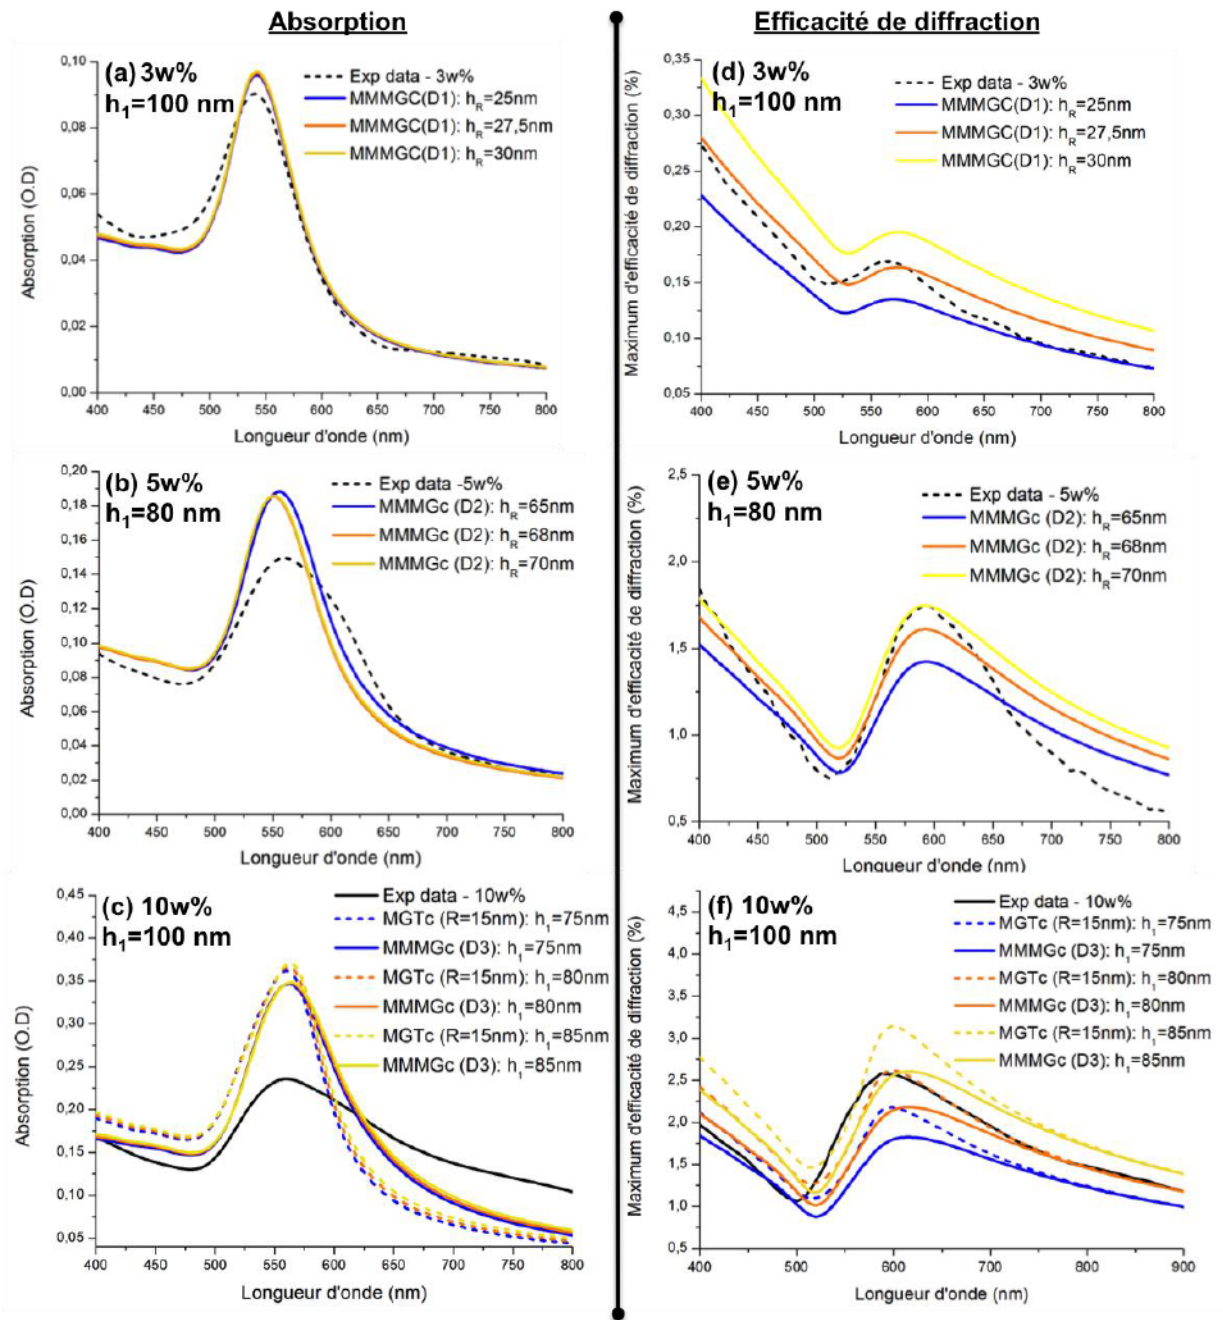 Absorption
Efficacité de diffraction
(a) 3w%
h1=100 nm
Exp data - 3w%
MMMGC(D1): hR=25nm
MMMGC(D1): hR=27,5nm
MMMGC(D1): hR=30nm
Absorption (O.D)
0,10
0,08
0,06
0,04
0,02
0,00
400 450 500 550 600 650 700 750 800
Longueur d'onde (nm)
(d) 3w%
h1=100 nm
Exp data - 3w%
MMMGC(D1): hR=25nm
MMMGC(D1): hR=27,5nm
MMMGC(D1): hR=30nm
Maximum d'efficacité de diffraction (%)
0,35
0,30
0,25
0,20
0,15
0,10
0,05
400 500 600 700 800
Longueur d'onde (nm)
(b) 5w%
h1=80 nm
Exp data -5w%
MMMGc (D2): hR=65nm
MMMGc (D2): hR=68nm
MMMGc (D2): hR=70nm
Absorption (O.D)
0,20
0,18
0,16
0,14
0,12
0,10
0,08
0,06
0,04
0,02
0,00
400 450 500 550 600 650 700 750 800
Longueur d'onde (nm)
(e) 5w%
h1=80 nm
Exp data - 5w%
MMMGc (D2): hR=65nm
MMMGc (D2): hR=68nm
MMMGc (D2): hR=70nm
Maximum d'efficacité de diffraction (%)
2,5
2,0
1,5
1,0
0,5
400 450 500 550 600 650 700 750 800
Longueur d'onde (nm)
(c) 10w%
h1=100 nm
Exp data - 10w%
MGTc (R=15nm): h1=75nm
MMMGc (D3): h1=75nm
MGTc (R=15nm): h1=80nm
MMMGc (D3): h1=80nm
MGTc (R=15nm): h1=85nm
MMMGc (D3): h1=85nm
Absorption (O.D)
0,45
0,40
0,35
0,30
0,25
0,20
0,15
0,10
0,05
400 450 500 550 600 650 700 750 800
Longueur d'onde (nm)
(f) 10w%
h1=100 nm
Exp data - 10w%
MGTc (R=15nm): h1=75nm
MMMGc (D3): h1=75nm
MGTc (R=15nm): h1=80nm
MMMGc (D3): h1=80nm
MGTc (R=15nm): h1=85nm
MMMGc (D3): h1=85nm
Maximum d'efficacité de diffraction (%)
4,5
4,0
3,5
3,0
2,5
2,0
1,5
1,0
0,5
400 500 600 700 800 900
Longueur d'onde (nm)